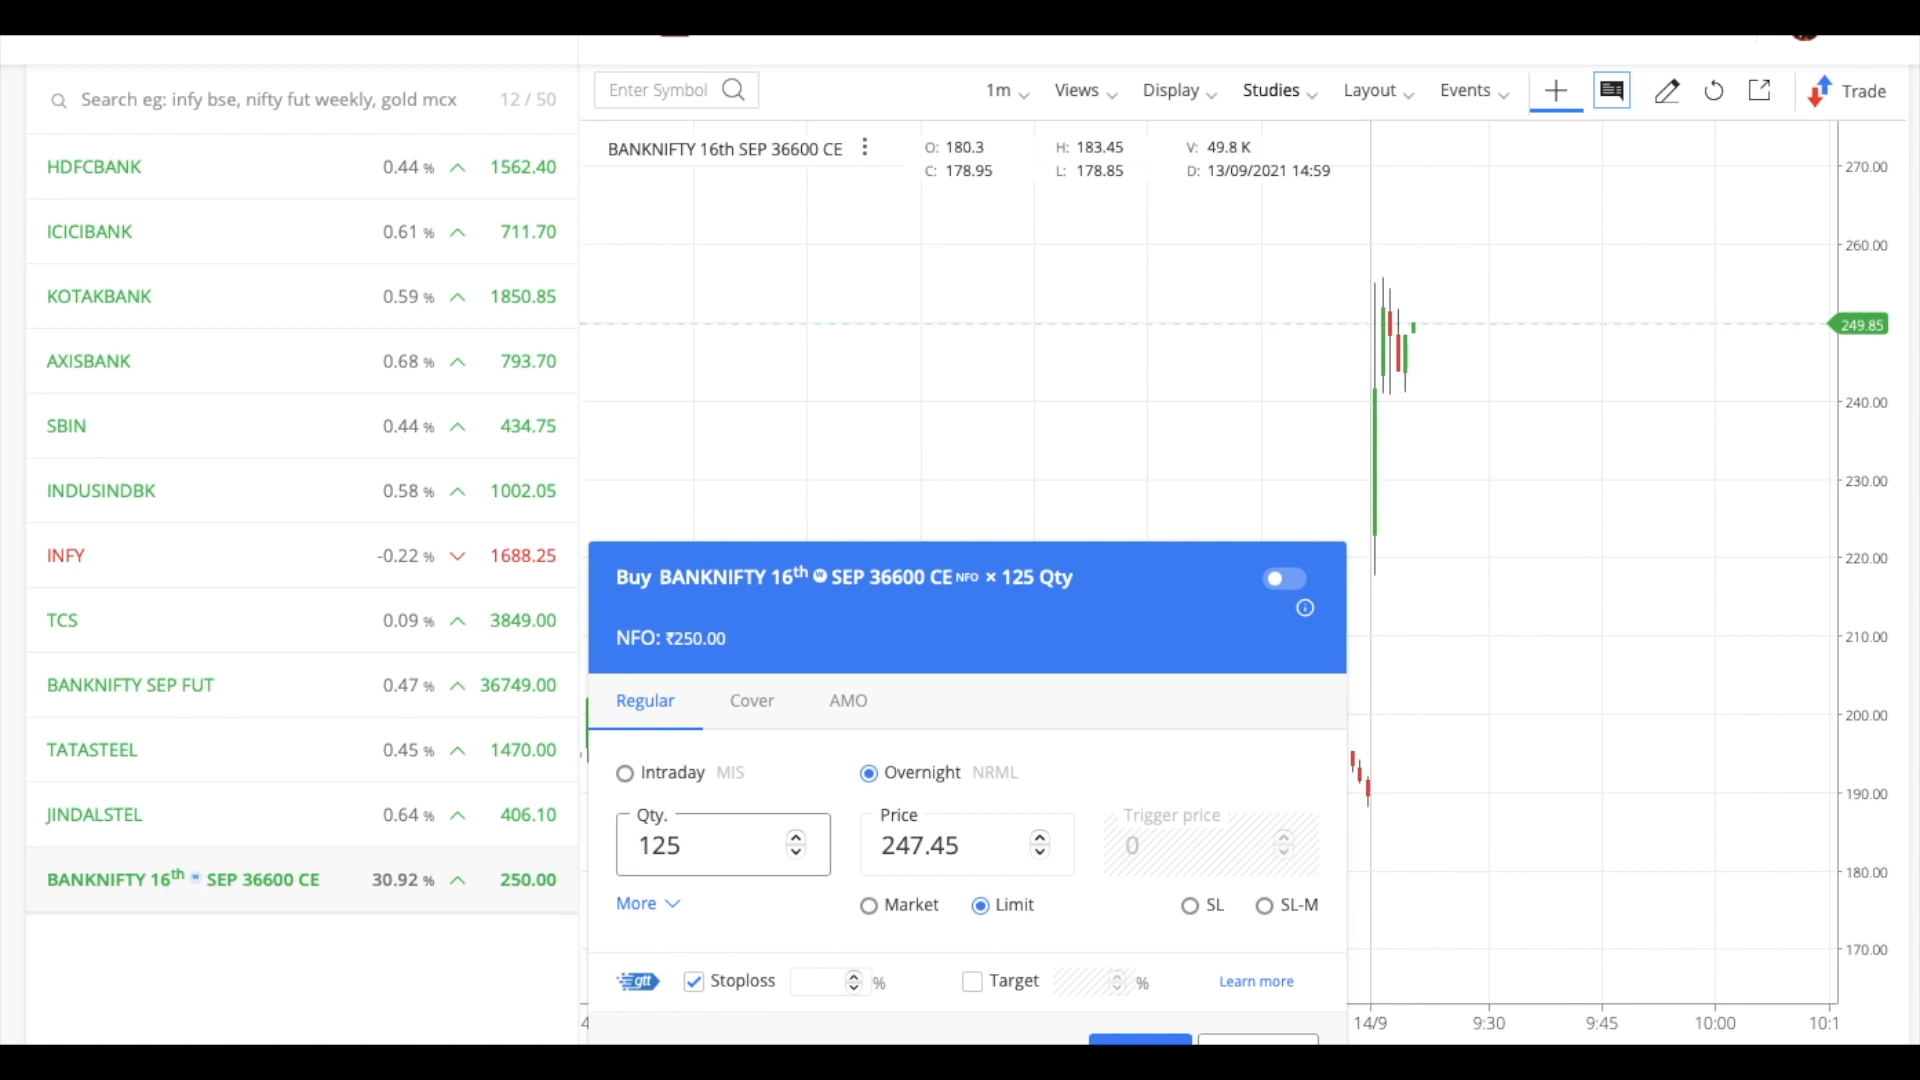 Search eg: infy bse, nifty fut weekly, gold mcx 12 / 50
HDFCBANK 0.44 % 1562.40
ICICIBANK 0.61 % 711.70
KOTAKBANK 0.59 % 1850.85
AXISBANK 0.68 % 793.70
SBIN 0.44 % 434.75
INDUSINDBK 0.58 % 1002.05
INFY -0.22 % 1688.25
TCS 0.09 % 3849.00
BANKNIFTY SEP FUT 0.47 % 36749.00
TATASTEEL 0.45 % 1470.00
JINDALSTEL 0.64 % 406.10
BANKNIFTY 16th w SEP 36600 CE 30.92 % 250.00
Enter Symbol 1m Views Display Studies Layout Events Trade
BANKNIFTY 16th SEP 36600 CE O: 180.3 H: 183.45 V: 49.8 K
C: 178.95 L: 178.85 D: 13/09/2021 14:59
270.00
260.00
249.85
240.00
230.00
220.00
210.00
200.00
190.00
180.00
170.00
Buy BANKNIFTY 16th w SEP 36600 CE NFO × 125 Qty
NFO: ₹250.00
Regular Cover AMO
Intraday MIS Overnight NRML
Qty. Price Trigger price
125 247.45 0
More Market Limit SL SL-M
gtt Stoploss % Target % Learn more
4 14/9 9:30 9:45 10:00 10:1